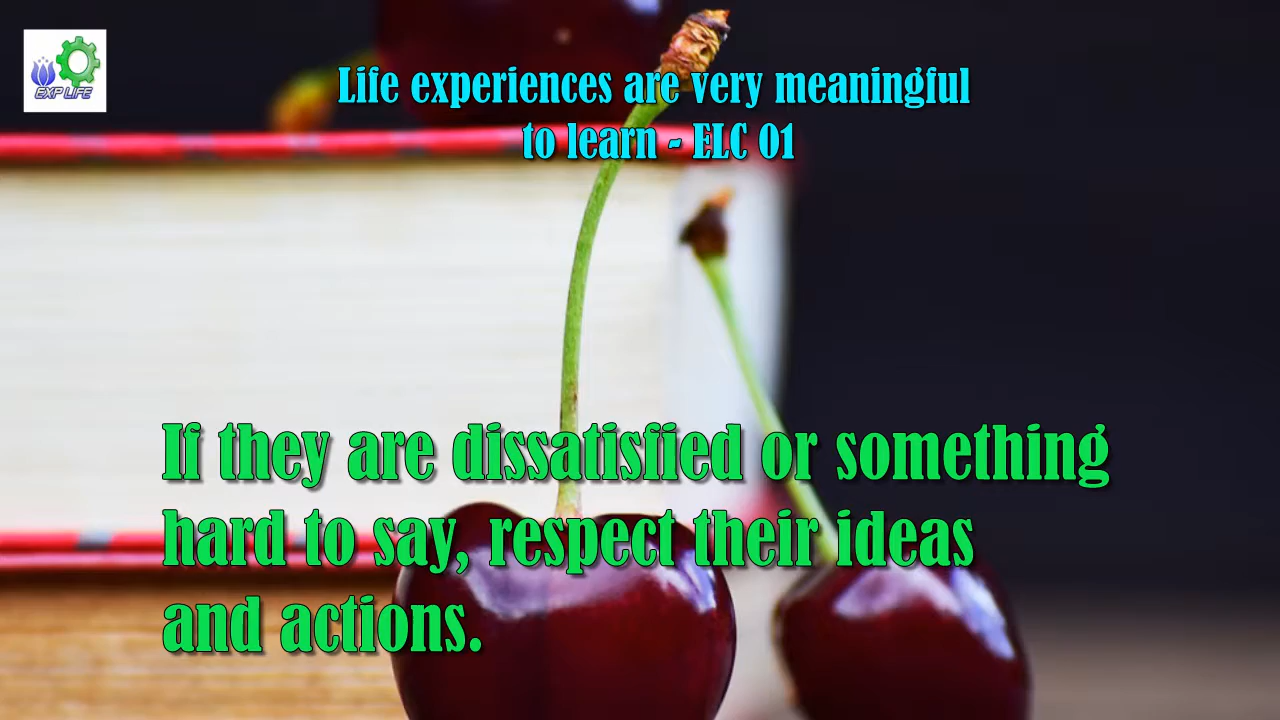 EXP LIFE
Life experiences are very meaningful
to learn - ELC 01
If they are dissatisfied or something
hard to say, respect their ideas
and actions.